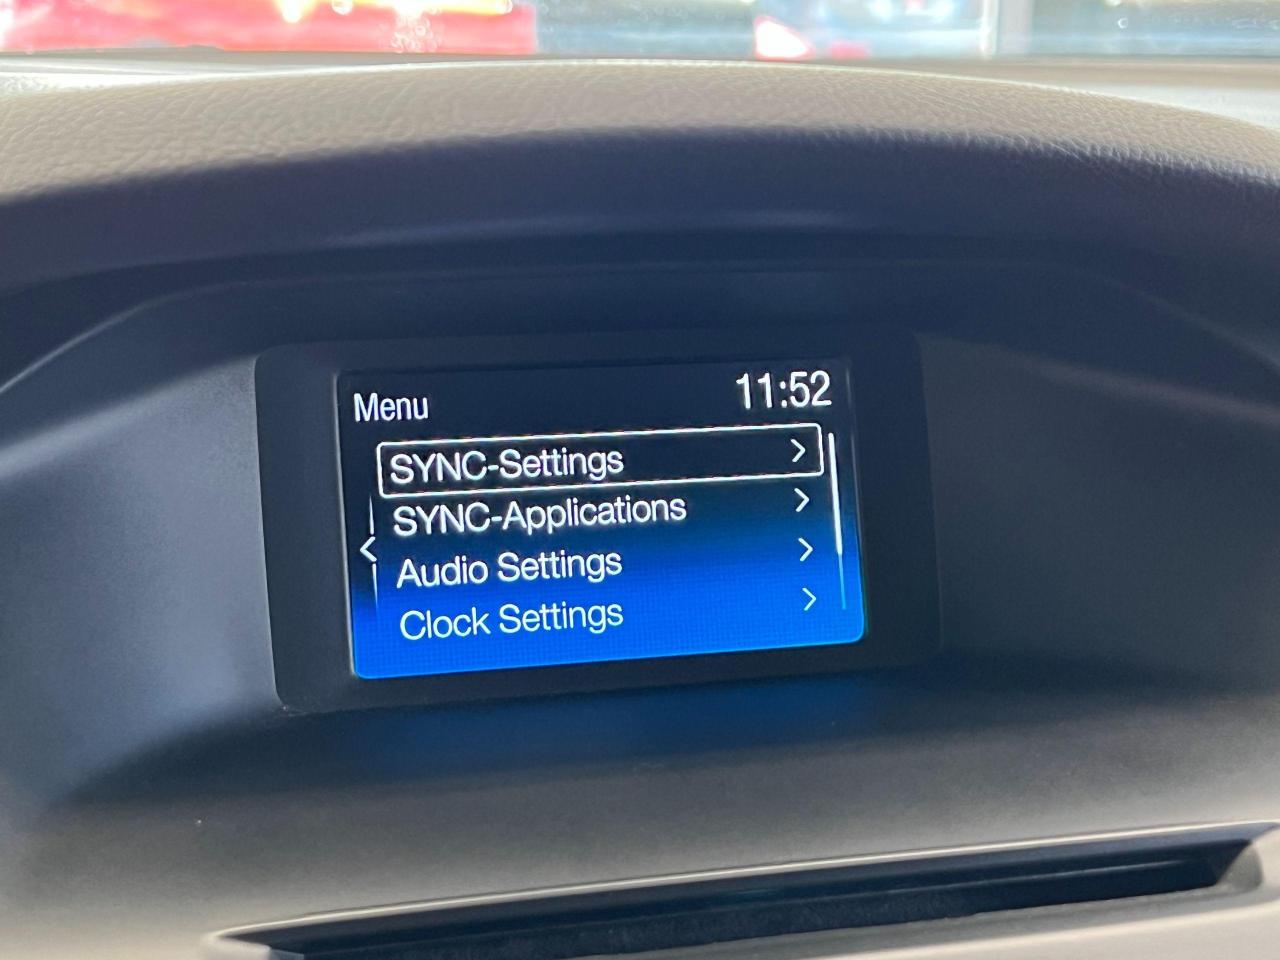 Menu 11:52
SYNC-Settings
SYNC-Applications
Audio Settings
Clock Settings